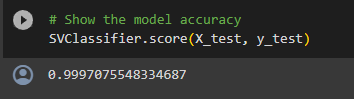 # Show the model accuracy
SVClassifier.score(X_test, y_test)
0.9997075548334687